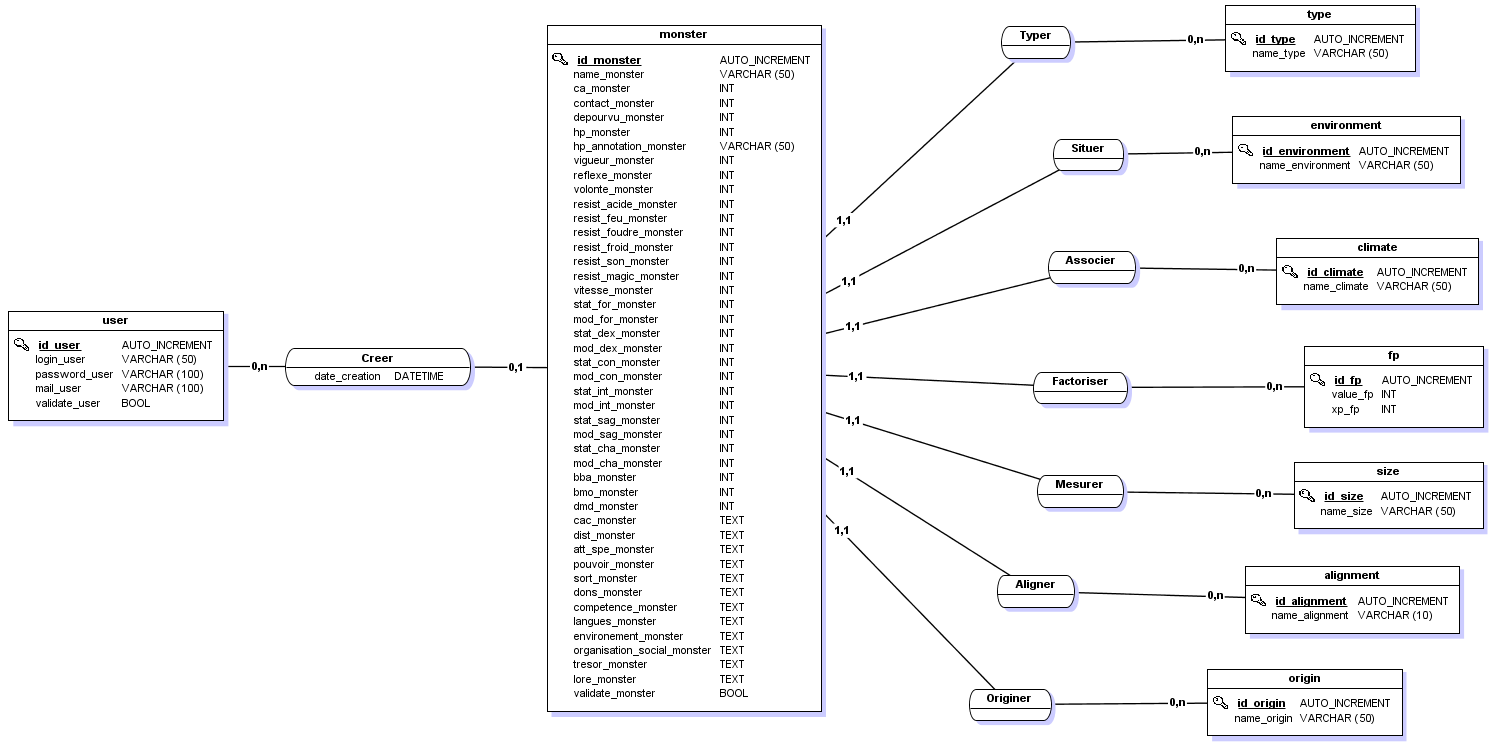 user
id_user AUTO_INCREMENT
login_user VARCHAR (50)
password_user VARCHAR (100)
mail_user VARCHAR (100)
validate_user BOOL
0,n
Creer
date_creation DATETIME
0,1
monster
id_monster AUTO_INCREMENT
name_monster VARCHAR (50)
ca_monster INT
contact_monster INT
depourvu_monster INT
hp_monster INT
hp_annotation_monster VARCHAR (50)
vigueur_monster INT
reflexe_monster INT
volonte_monster INT
resist_acide_monster INT
resist_feu_monster INT
resist_foudre_monster INT
resist_froid_monster INT
resist_son_monster INT
resist_magic_monster INT
vitesse_monster INT
stat_for_monster INT
mod_for_monster INT
stat_dex_monster INT
mod_dex_monster INT
stat_con_monster INT
mod_con_monster INT
stat_int_monster INT
mod_int_monster INT
stat_sag_monster INT
mod_sag_monster INT
stat_cha_monster INT
mod_cha_monster INT
bba_monster INT
bmo_monster INT
dmd_monster INT
cac_monster TEXT
dist_monster TEXT
att_spe_monster TEXT
pouvoir_monster TEXT
sort_monster TEXT
dons_monster TEXT
competence_monster TEXT
langues_monster TEXT
environement_monster TEXT
organisation_social_monster TEXT
tresor_monster TEXT
lore_monster TEXT
validate_monster BOOL
1,1
Typer
0,n
type
id_type AUTO_INCREMENT
name_type VARCHAR (50)
1,1
Situer
0,n
environment
id_environment AUTO_INCREMENT
name_environment VARCHAR (50)
1,1
Associer
0,n
climate
id_climate AUTO_INCREMENT
name_climate VARCHAR (50)
1,1
Factoriser
0,n
fp
id_fp AUTO_INCREMENT
value_fp INT
xp_fp INT
1,1
Mesurer
0,n
size
id_size AUTO_INCREMENT
name_size VARCHAR (50)
1,1
Aligner
0,n
alignment
id_alignment AUTO_INCREMENT
name_alignment VARCHAR (10)
1,1
Originer
0,n
origin
id_origin AUTO_INCREMENT
name_origin VARCHAR (50)